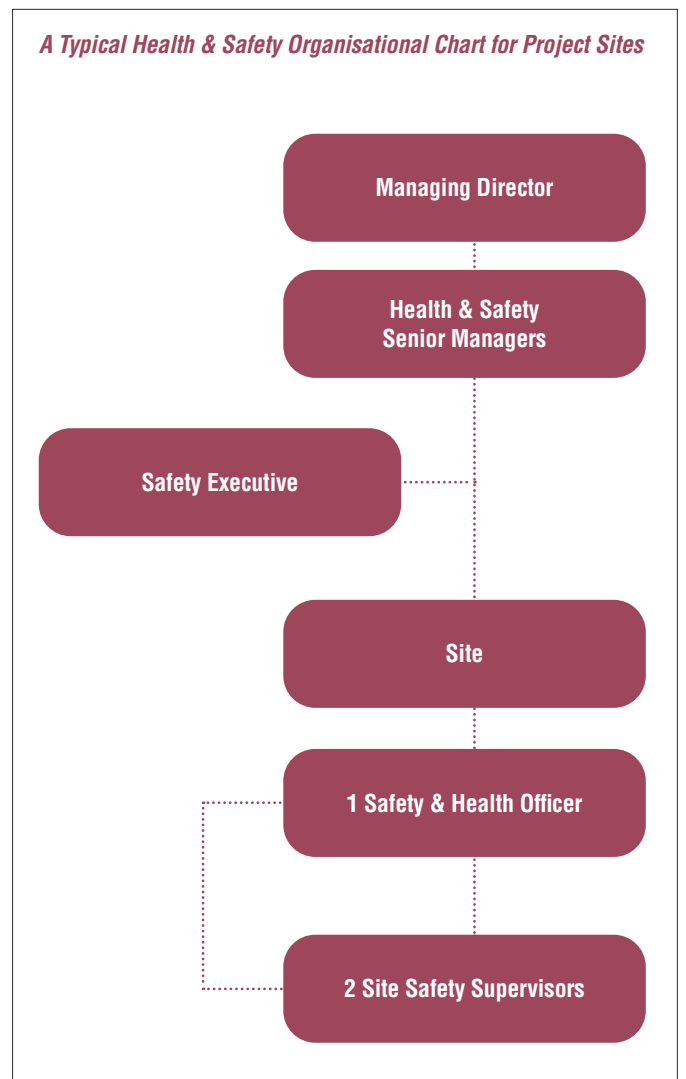 A Typical Health & Safety Organisational Chart for Project Sites
Managing Director
Health & Safety
Senior Managers
Safety Executive
Site
1 Safety & Health Officer
2 Site Safety Supervisors